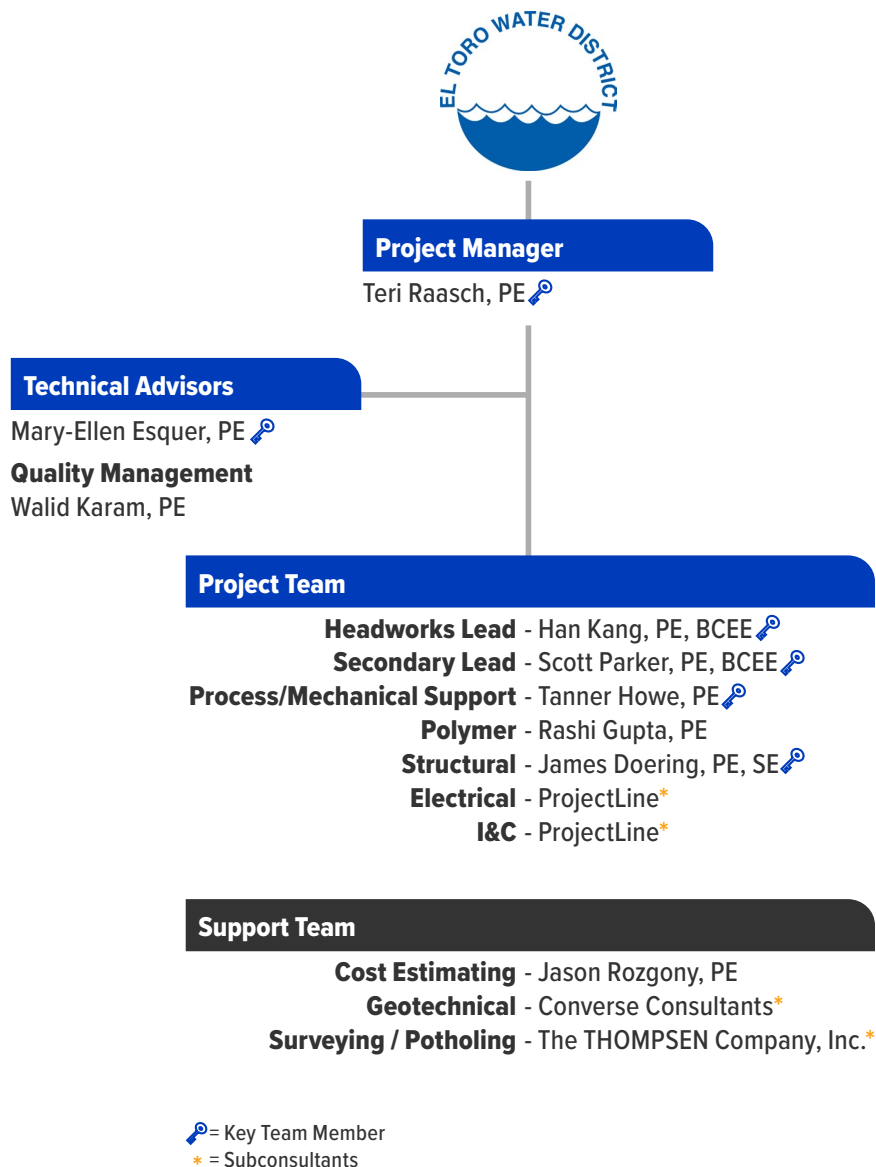 EL TORO WATER DISTRICT
Project Manager
Teri Raasch, PE
Technical Advisors
Mary-Ellen Esquer, PE
Quality Management
Walid Karam, PE
Project Team
Headworks Lead - Han Kang, PE, BCEE
Secondary Lead - Scott Parker, PE, BCEE
Process/Mechanical Support - Tanner Howe, PE
Polymer - Rashi Gupta, PE
Structural - James Doering, PE, SE
Electrical - ProjectLine*
I&C - ProjectLine*
Support Team
Cost Estimating - Jason Rozgony, PE
Geotechnical - Converse Consultants*
Surveying / Potholing - The THOMPSEN Company, Inc.*
= Key Team Member
* = Subconsultants